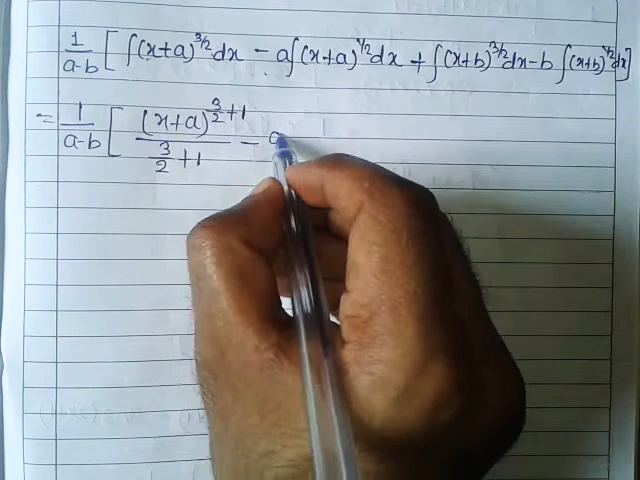 1/(a-b) [ ∫(x+a)^(3/2) dx - a∫(x+a)^(1/2) dx + ∫(x+b)^(3/2) dx - b ∫(x+b)^(1/2) dx]
= 1/(a-b) [ (x+a)^(3/2+1) / (3/2+1) - a